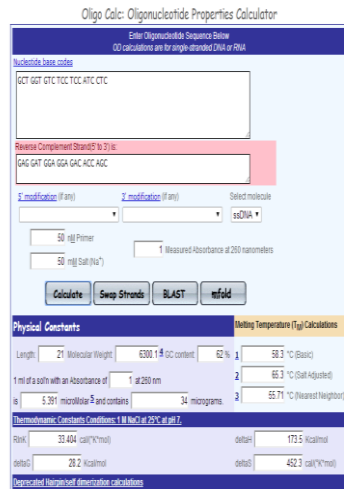 Oligo Calc: Oligonucleotide Properties Calculator
Enter Oligonucleotide Sequence Below
OD calculations are for single-stranded DNA or RNA
Nucleotide base codes
GCT GGT GTC TCC TCC ATC CTC
Reverse Complement Strand(5' to 3') is:
GAG GAT GGA GGA GAC ACC AGC
5' modification (if any) 3' modification (if any) Select molecule
ssDNA
50 nM Primer
1 Measured Absorbance at 260 nanometers
50 mM Salt (Na+)
Calculate Swap Strands BLAST mfold
Physical Constants Melting Temperature (TM) Calculations
Length: 21 Molecular Weight: 6300.1 4 GC content: 62 % 1 58.3 °C (Basic)
1 ml of a sol'n with an Absorbance of 1 at 260 nm 2 65.3 °C (Salt Adjusted)
is 5.391 microMolar 5 and contains 34 micrograms. 3 55.71 °C (Nearest Neighbor)
Thermodynamic Constants Conditions: 1 M NaCl at 25°C at pH 7.
RlnK 33.404 cal/(°K*mol) deltaH 173.5 Kcal/mol
deltaG 28.2 Kcal/mol deltaS 452.3 cal/(°K*mol)
Deprecated Hairpin/self dimerization calculations